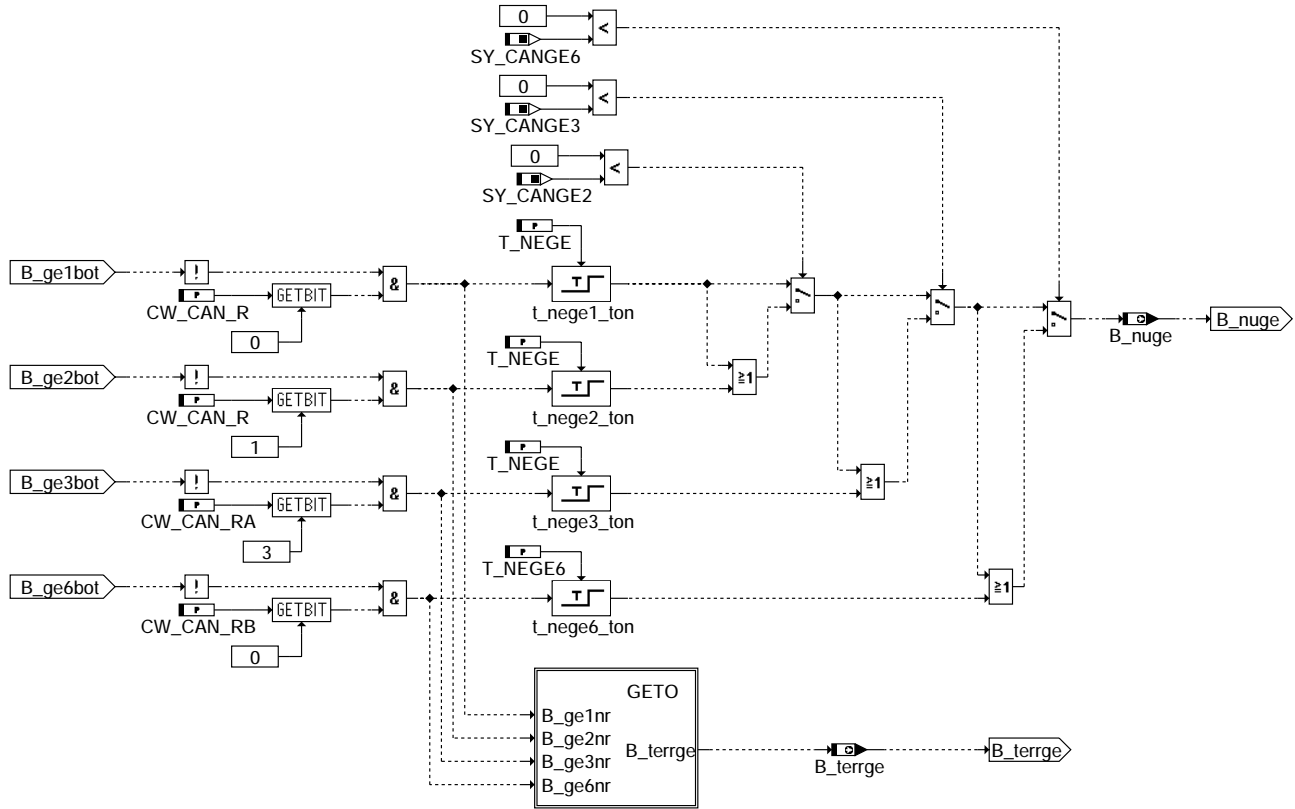 0
<
SY_CANGE6
0
<
SY_CANGE3
0
<
SY_CANGE2
P
T_NEGE
B_ge1bot
!
&
T
P
GETBIT
CW_CAN_R
t_nege1_ton
0
B_nuge
B_nuge
P
T_NEGE
B_ge2bot
!
&
T
≧1
P
GETBIT
CW_CAN_R
t_nege2_ton
1
P
T_NEGE
B_ge3bot
!
&
T
≧1
P
GETBIT
CW_CAN_RA
t_nege3_ton
3
P
T_NEGE6
B_ge6bot
!
&
T
≧1
P
GETBIT
CW_CAN_RB
t_nege6_ton
0
GETO
B_ge1nr
B_ge2nr
B_terrge
B_ge3nr
B_ge6nr
B_terrge
B_terrge